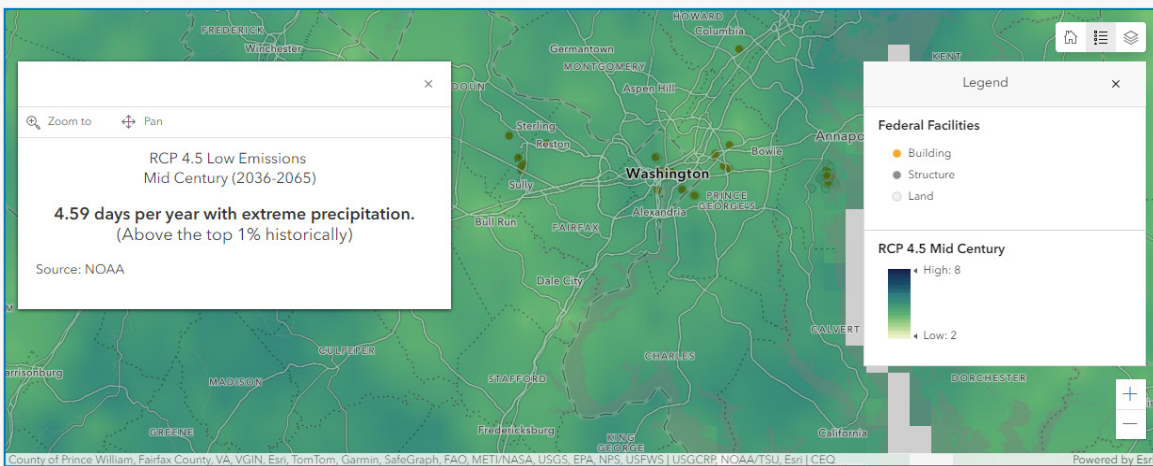 HOWARD
Columbia
FREDERICK
Winchester
Germantown
MONTGOMERY
KENT
Aspen Hill
Sterling
Reston
Annapo
Bowie
Washington
Sully
PRINCE
GEORGELS
Alexandria
Bull Run
FAIRFAX
Dale City
CALVERT
CULPEPER
CHARLES
arrisonburg
MADISON
STAFFORD
DORCHESTER
GREENE
Fredericksburg
KING
GEORGE
California
Zoom to
Pan
RCP 4.5 Low Emissions
Mid Century (2036-2065)
4.59 days per year with extreme precipitation.
(Above the top 1% historically)
Source: NOAA
Legend
Federal Facilities
Building
Structure
Land
RCP 4.5 Mid Century
High: 8
Low: 2
County of Prince William, Fairfax County, VA, VGIN, Esri, TomTom, Garmin, SafeGraph, FAO, METI/NASA, USGS, EPA, NPS, USFWS | USGCRP, NOAA/TSU, Esri | CEQ
Powered by Esr